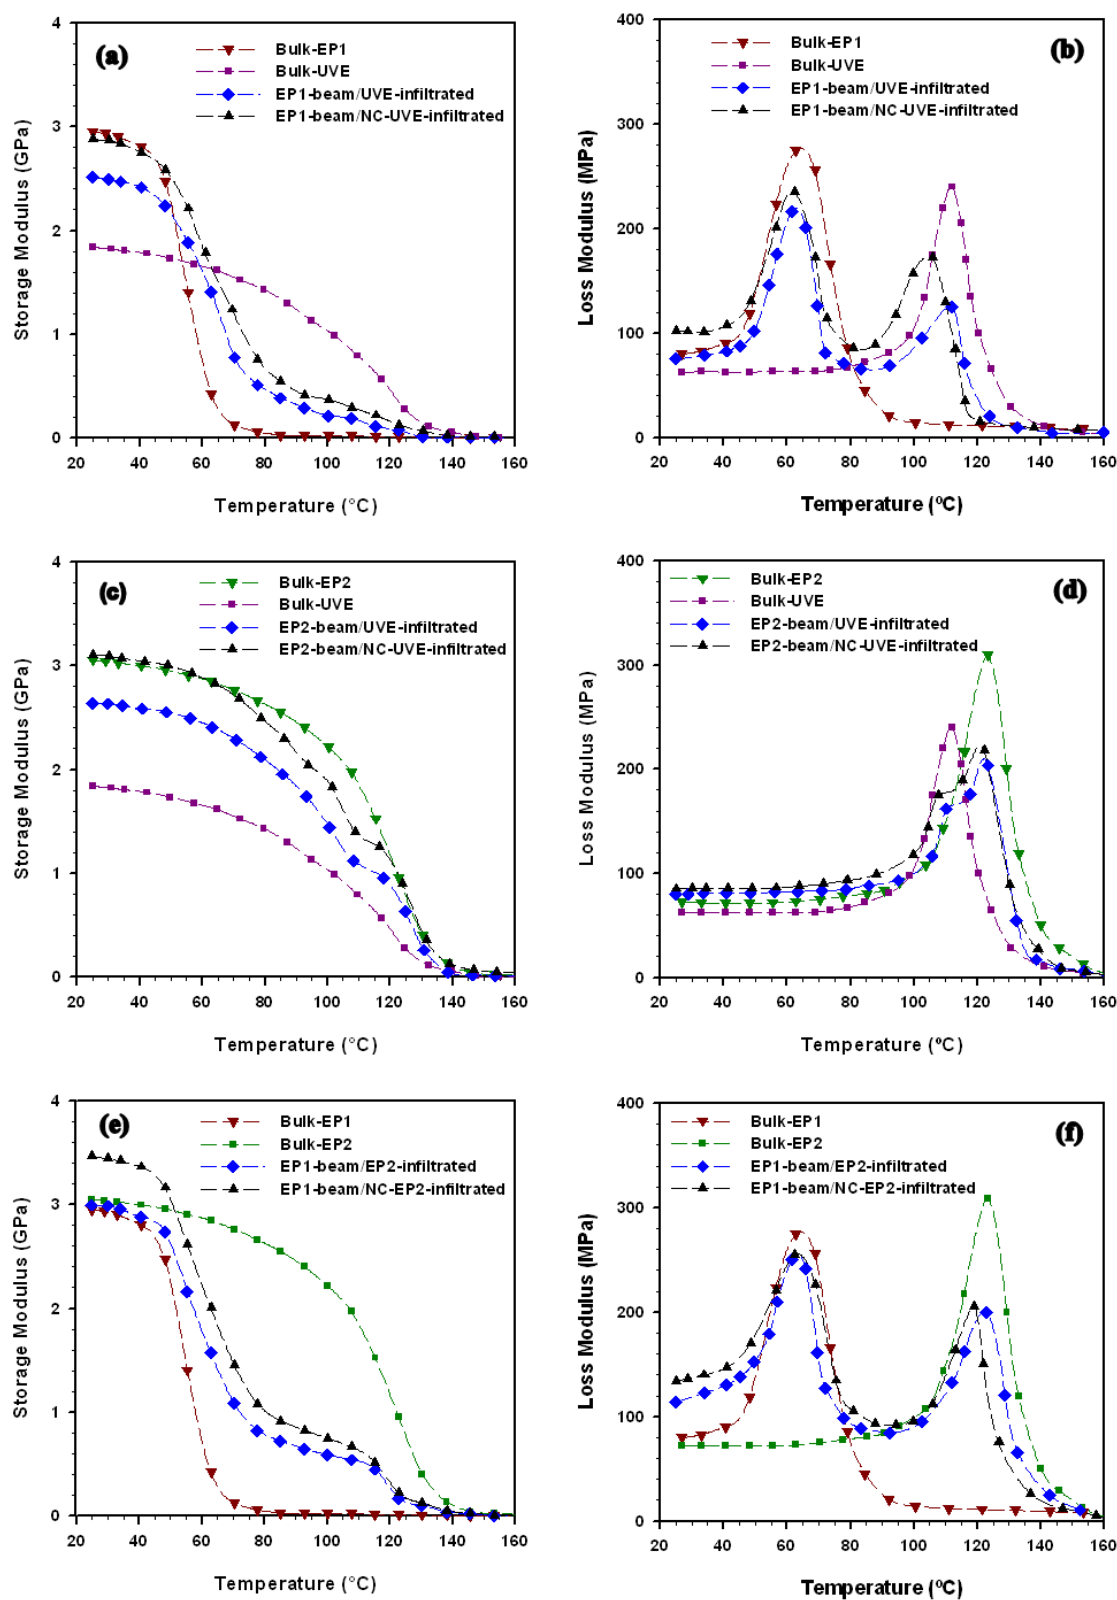 (a)
Bulk-EP1
Bulk-UVE
EP1-beam/UVE-infiltrated
EP1-beam/NC-UVE-infiltrated
Storage Modulus (GPa)
4
3
2
1
0
20 40 60 80 100 120 140 160
Temperature (°C)
(b)
Bulk-EP1
Bulk-UVE
EP1-beam/UVE-infiltrated
EP1-beam/NC-UVE-infiltrated
Loss Modulus (MPa)
400
300
200
100
0
20 40 60 80 100 120 140 160
Temperature (ºC)
(c)
Bulk-EP2
Bulk-UVE
EP2-beam/UVE-infiltrated
EP2-beam/NC-UVE-infiltrated
Storage Modulus (GPa)
4
3
2
1
0
20 40 60 80 100 120 140 160
Temperature (°C)
(d)
Bulk-EP2
Bulk-UVE
EP2-beam/UVE-infiltrated
EP2-beam/NC-UVE-infiltrated
Loss Modulus (MPa)
400
300
200
100
0
20 40 60 80 100 120 140 160
Temperature (ºC)
(e)
Bulk-EP1
Bulk-EP2
EP1-beam/EP2-infiltrated
EP1-beam/NC-EP2-infiltrated
Storage Modulus (GPa)
4
3
2
1
0
20 40 60 80 100 120 140 160
Temperature (°C)
(f)
Bulk-EP1
Bulk-EP2
EP1-beam/EP2-infiltrated
EP1-beam/NC-EP2-infiltrated
Loss Modulus (MPa)
400
300
200
100
0
20 40 60 80 100 120 140 160
Temperature (ºC)